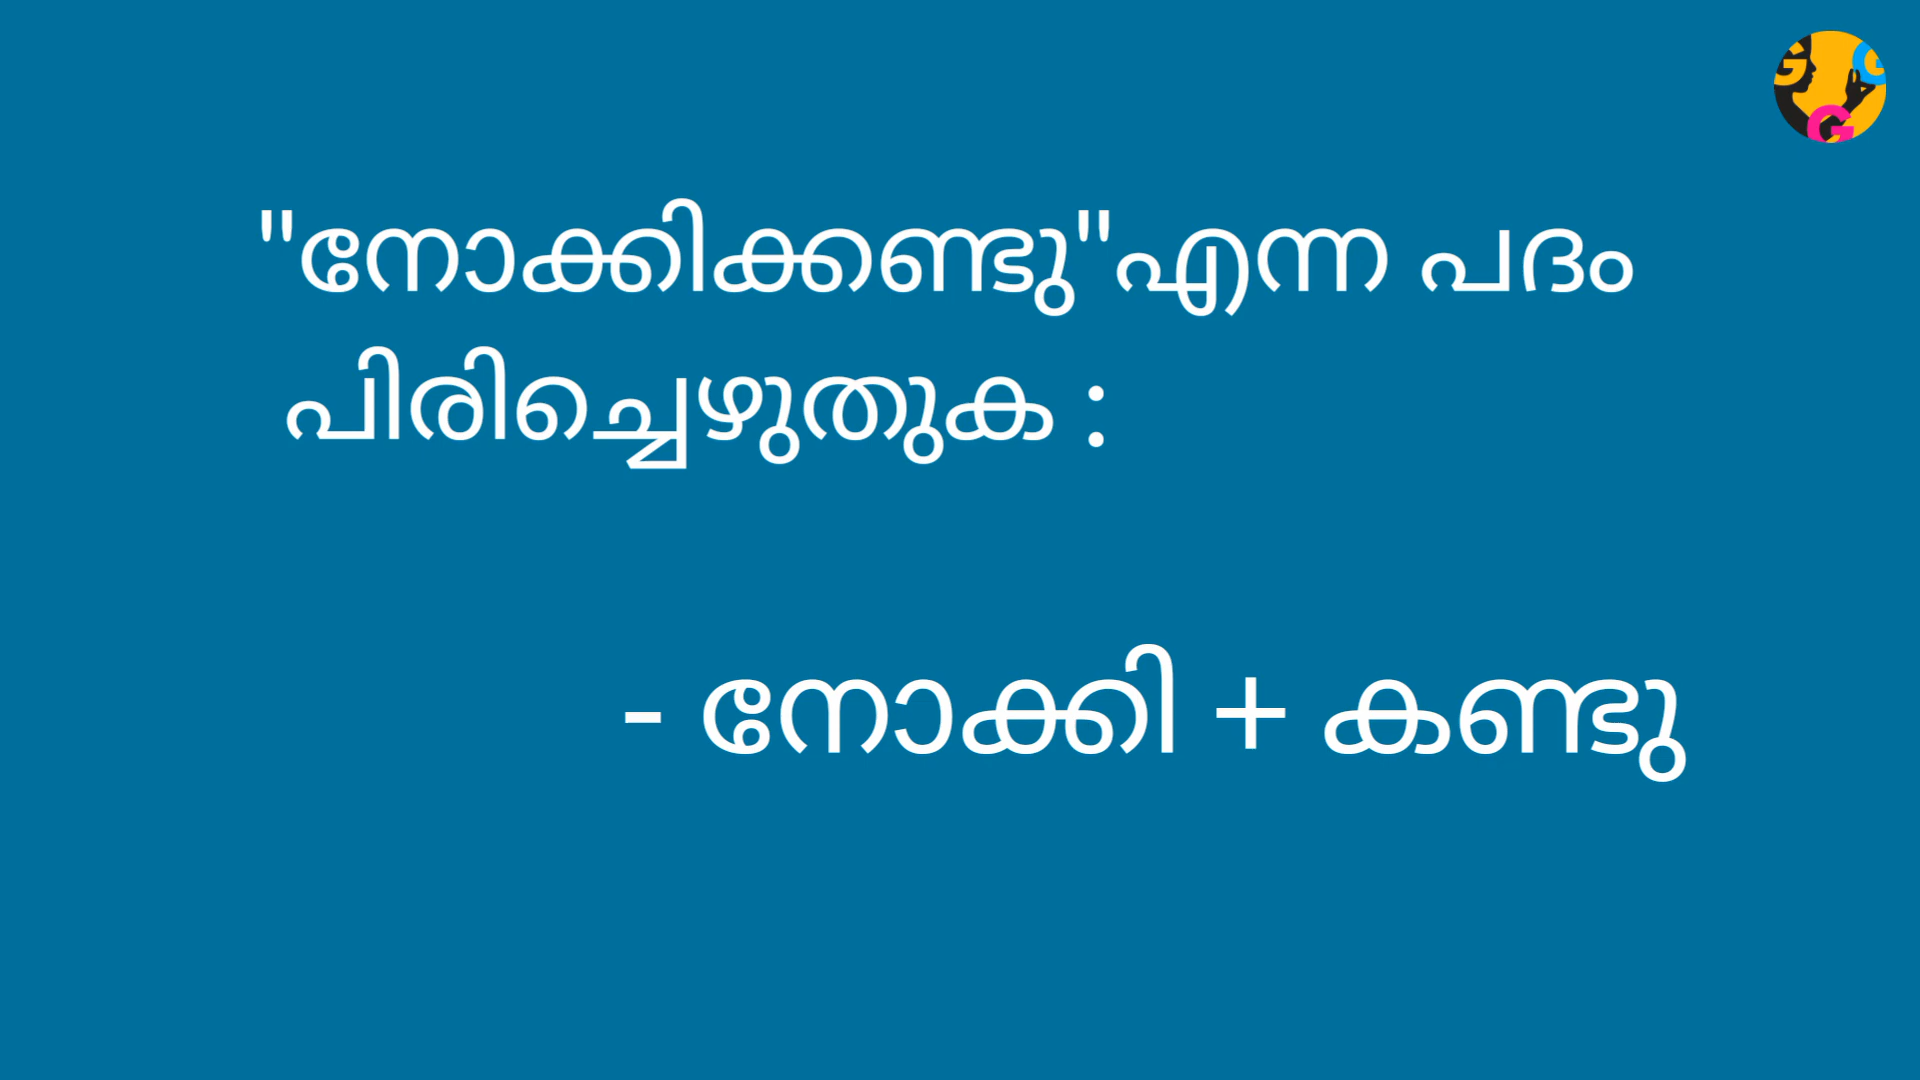 "നോക്കിക്കണ്ടു"എന്ന പദം
പിരിച്ചെഴുതുക :
- നോക്കി + കണ്ടു
G G
G